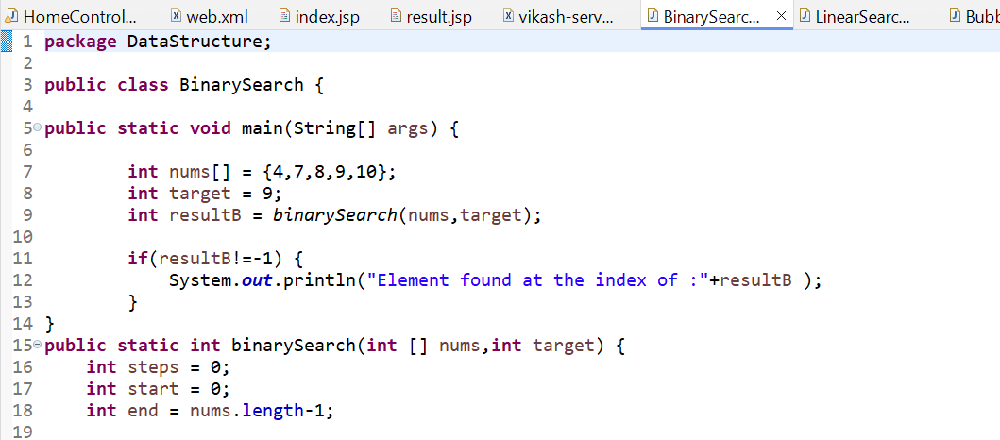 HomeControl... web.xml index.jsp result.jsp vikash-serv... BinarySearc... LinearSearc... Bubb
1 package DataStructure;
2
3 public class BinarySearch {
4
5 public static void main(String[] args) {
6
7 int nums[] = {4,7,8,9,10};
8 int target = 9;
9 int resultB = binarySearch(nums,target);
10
11 if(resultB!=-1) {
12 System.out.println("Element found at the index of :"+resultB );
13 }
14 }
15 public static int binarySearch(int [] nums,int target) {
16 int steps = 0;
17 int start = 0;
18 int end = nums.length-1;
19